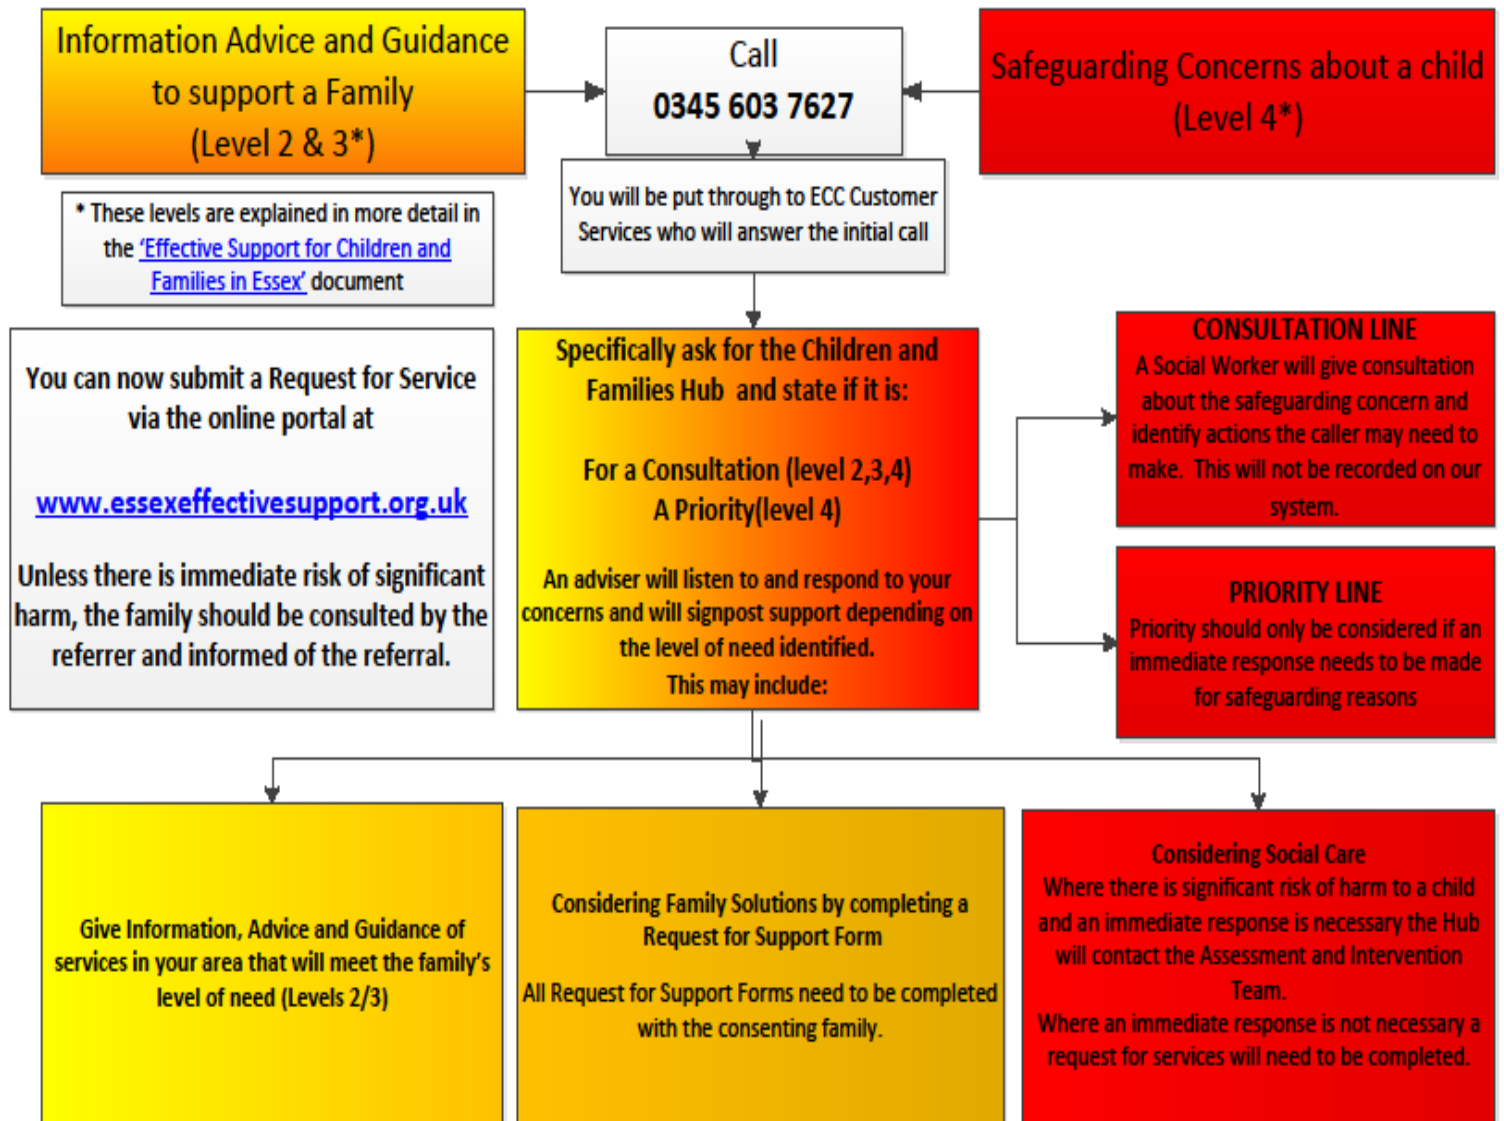 Information Advice and Guidance
to support a Family
(Level 2 & 3*)
Call
0345 603 7627
Safeguarding Concerns about a child
(Level 4*)
* These levels are explained in more detail in
the ‘Effective Support for Children and
Families in Essex’ document
You will be put through to ECC Customer
Services who will answer the initial call
You can now submit a Request for Service
via the online portal at
www.essexeffectivesupport.org.uk
Unless there is immediate risk of significant
harm, the family should be consulted by the
referrer and informed of the referral.
Specifically ask for the Children and
Families Hub  and state if it is:
For a Consultation (level 2,3,4)
A Priority(level 4)
An adviser will listen to and respond to your
concerns and will signpost support depending on
the level of need identified.
This may include:
CONSULTATION LINE
A Social Worker will give consultation
about the safeguarding concern and
identify actions the caller may need to
make.  This will not be recorded on our
system.
PRIORITY LINE
Priority should only be considered if an
immediate response needs to be made
for safeguarding reasons
Give Information, Advice and Guidance of
services in your area that will meet the family’s
level of need (Levels 2/3)
Considering Family Solutions by completing a
Request for Support Form
All Request for Support Forms need to be completed
with the consenting family.
Considering Social Care
Where there is significant risk of harm to a child
and an immediate response is necessary the Hub
will contact the Assessment and Intervention
Team.
Where an immediate response is not necessary a
request for services will need to be completed.